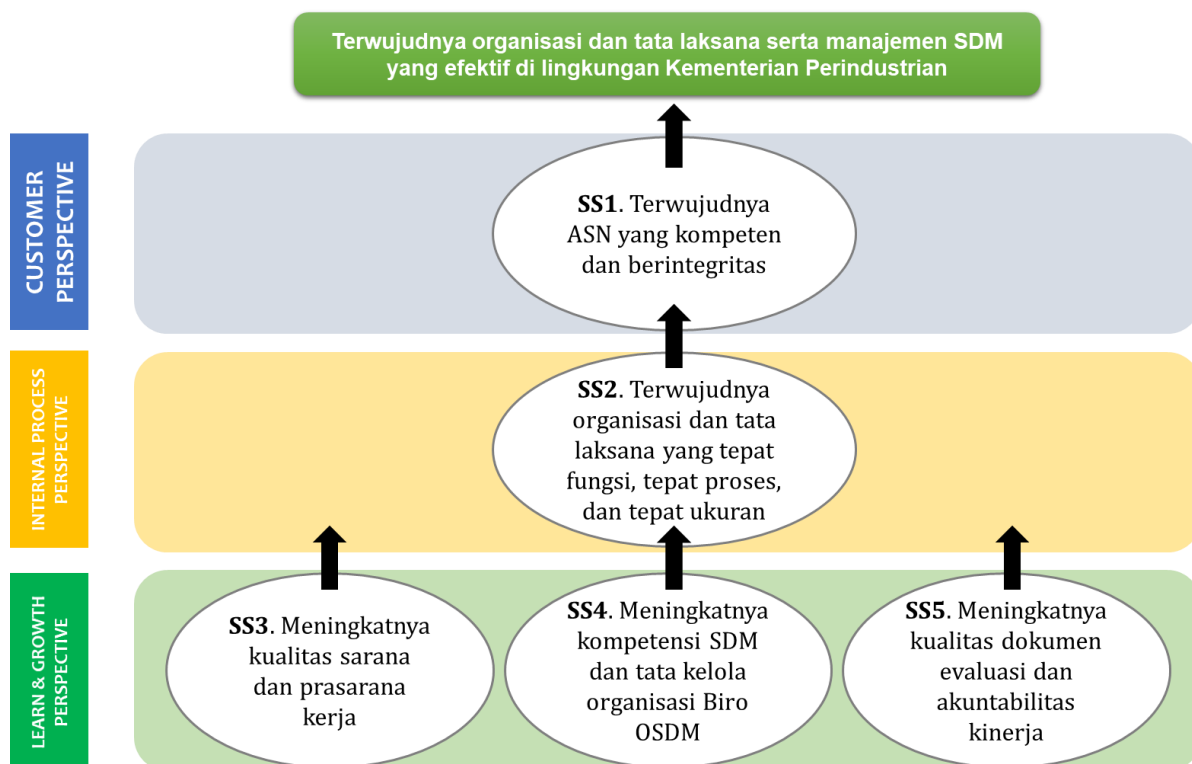 Terwujudnya organisasi dan tata laksana serta manajemen SDM
yang efektif di lingkungan Kementerian Perindustrian
CUSTOMER
PERSPECTIVE
SS1. Terwujudnya
ASN yang kompeten
dan berintegritas
INTERNAL PROCESS
PERSPECTIVE
SS2. Terwujudnya
organisasi dan tata
laksana yang tepat
fungsi, tepat proses,
dan tepat ukuran
LEARN & GROWTH
PERSPECTIVE
SS3. Meningkatnya
kualitas sarana
dan prasarana
kerja
SS4. Meningkatnya
kompetensi SDM
dan tata kelola
organisasi Biro
OSDM
SS5. Meningkatnya
kualitas dokumen
evaluasi dan
akuntabilitas
kinerja